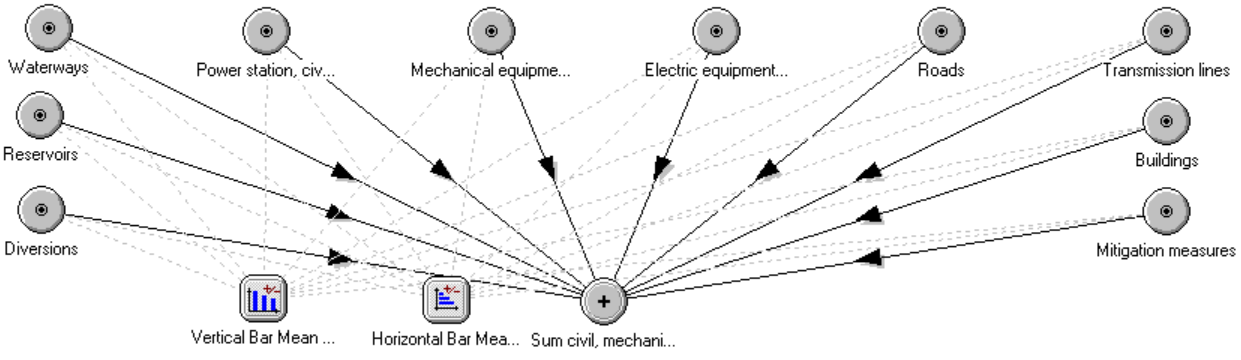 Waterways
Power station, civ...
Mechanical equipme...
Electric equipment...
Roads
Transmission lines
Reservoirs
Buildings
Diversions
Mitigation measures
Vertical Bar Mean ...
Horizontal Bar Mea...
Sum civil, mechani...